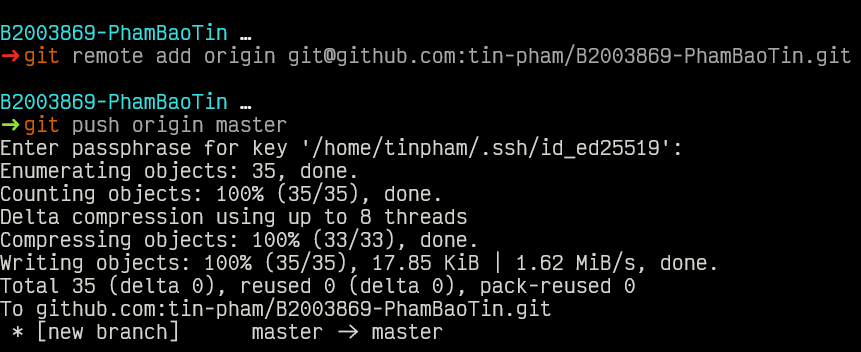 B2003869-PhamBaoTin …
➜git remote add origin git@github.com:tin-pham/B2003869-PhamBaoTin.git
B2003869-PhamBaoTin …
➜git push origin master
Enter passphrase for key '/home/tinpham/.ssh/id_ed25519':
Enumerating objects: 35, done.
Counting objects: 100% (35/35), done.
Delta compression using up to 8 threads
Compressing objects: 100% (33/33), done.
Writing objects: 100% (35/35), 17.85 KiB | 1.62 MiB/s, done.
Total 35 (delta 0), reused 0 (delta 0), pack-reused 0
To github.com:tin-pham/B2003869-PhamBaoTin.git
 * [new branch]      master -> master